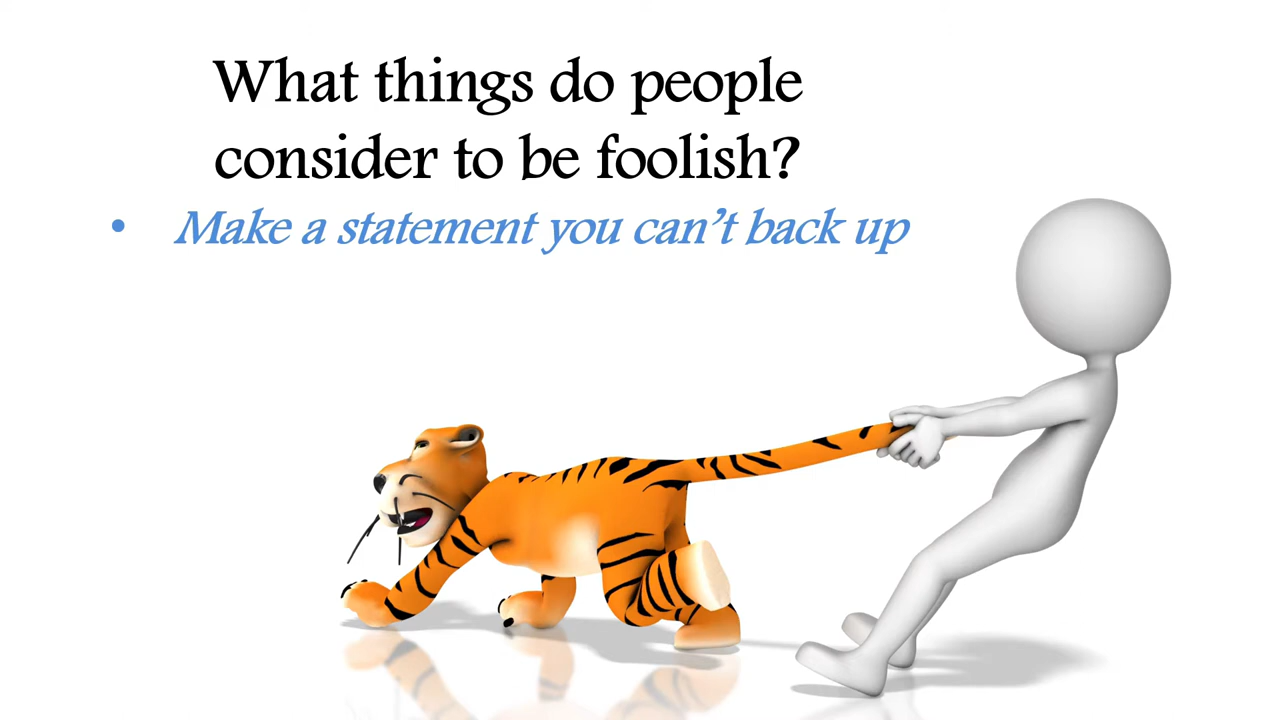 What things do people
consider to be foolish?
• Make a statement you can’t back up